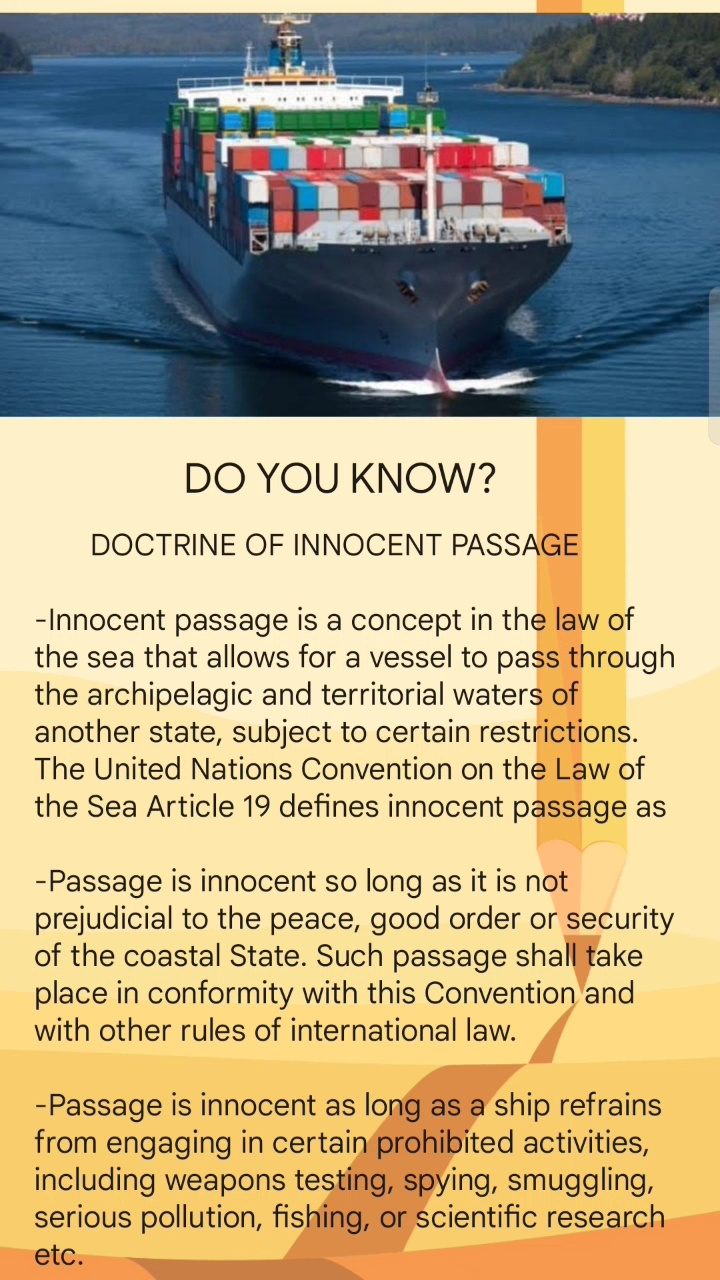 DO YOU KNOW?
DOCTRINE OF INNOCENT PASSAGE
-Innocent passage is a concept in the law of
the sea that allows for a vessel to pass through
the archipelagic and territorial waters of
another state, subject to certain restrictions.
The United Nations Convention on the Law of
the Sea Article 19 defines innocent passage as
-Passage is innocent so long as it is not
prejudicial to the peace, good order or security
of the coastal State. Such passage shall take
place in conformity with this Convention and
with other rules of international law.
-Passage is innocent as long as a ship refrains
from engaging in certain prohibited activities,
including weapons testing, spying, smuggling,
serious pollution, fishing, or scientific research
etc.